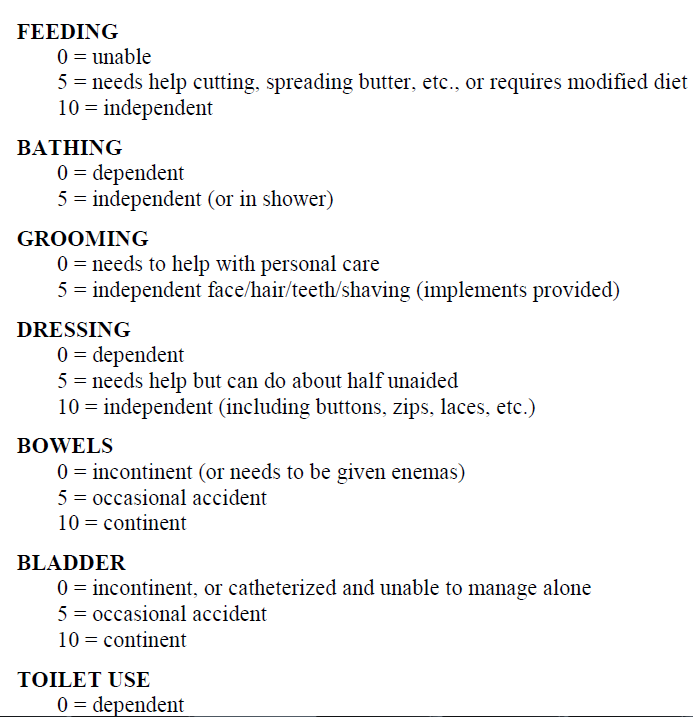 FEEDING
0 = unable
5 = needs help cutting, spreading butter, etc., or requires modified diet
10 = independent
BATHING
0 = dependent
5 = independent (or in shower)
GROOMING
0 = needs to help with personal care
5 = independent face/hair/teeth/shaving (implements provided)
DRESSING
0 = dependent
5 = needs help but can do about half unaided
10 = independent (including buttons, zips, laces, etc.)
BOWELS
0 = incontinent (or needs to be given enemas)
5 = occasional accident
10 = continent
BLADDER
0 = incontinent, or catheterized and unable to manage alone
5 = occasional accident
10 = continent
TOILET USE
0 = dependent